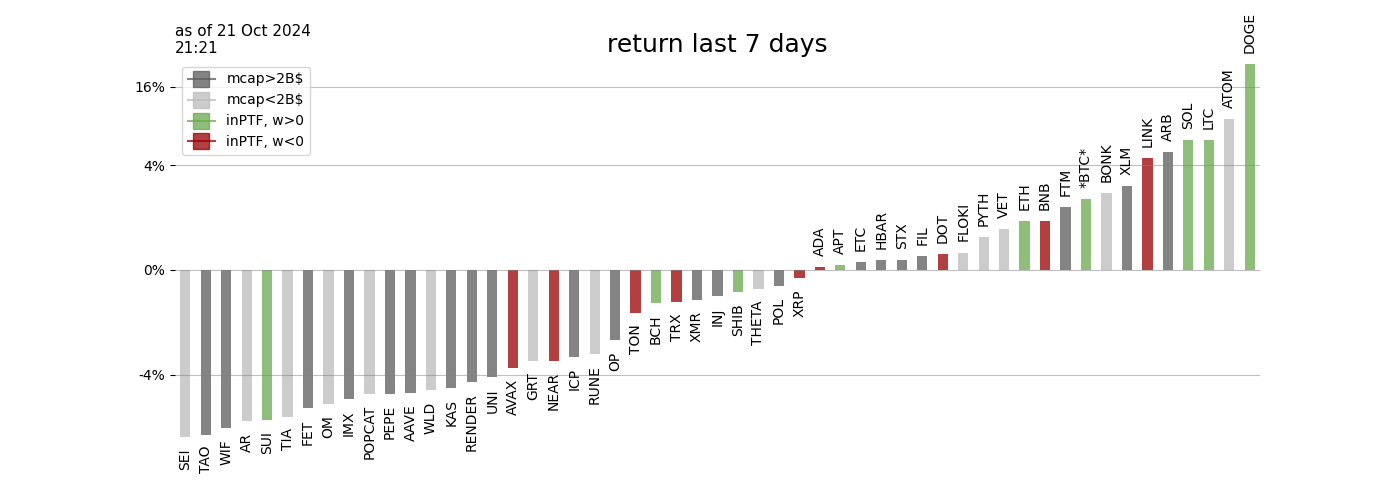 as of 21 Oct 2024
21:21
return last 7 days
mcap>2B$
mcap<2B$
inPTF, w>0
inPTF, w<0
16%
4%
0%
-4%
SEI
TAO
WIF
AR
SUI
TIA
FET
OM
IMX
POPCAT
PEPE
AAVE
WLD
KAS
RENDER
UNI
AVAX
GRT
NEAR
ICP
RUNE
OP
TON
BCH
TRX
XMR
INJ
SHIB
THETA
POL
XRP
ADA
APT
ETC
HBAR
STX
FIL
DOT
FLOKI
PYTH
VET
ETH
BNB
FTM
*BTC*
BONK
XLM
LINK
ARB
SOL
LTC
ATOM
DOGE